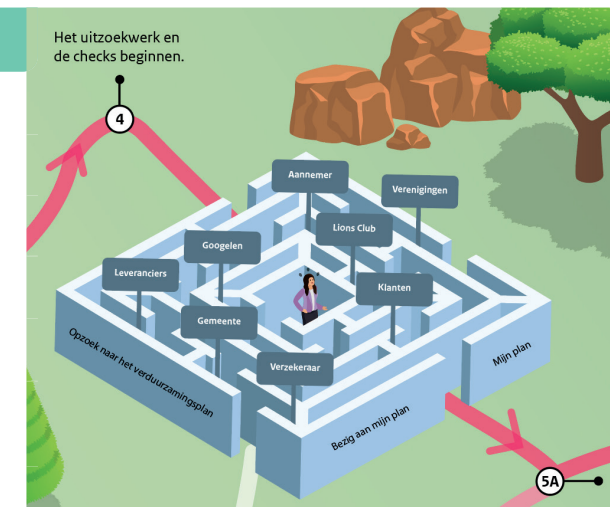 Het uitzoekwerk en
de checks beginnen.
4
Aannemer
Verenigingen
Lions Club
Googelen
Leveranciers
Klanten
Gemeente
Verzekeraar
Opzoek naar het verduurzamingsplan
Bezig aan mijn plan
Mijn plan
5A